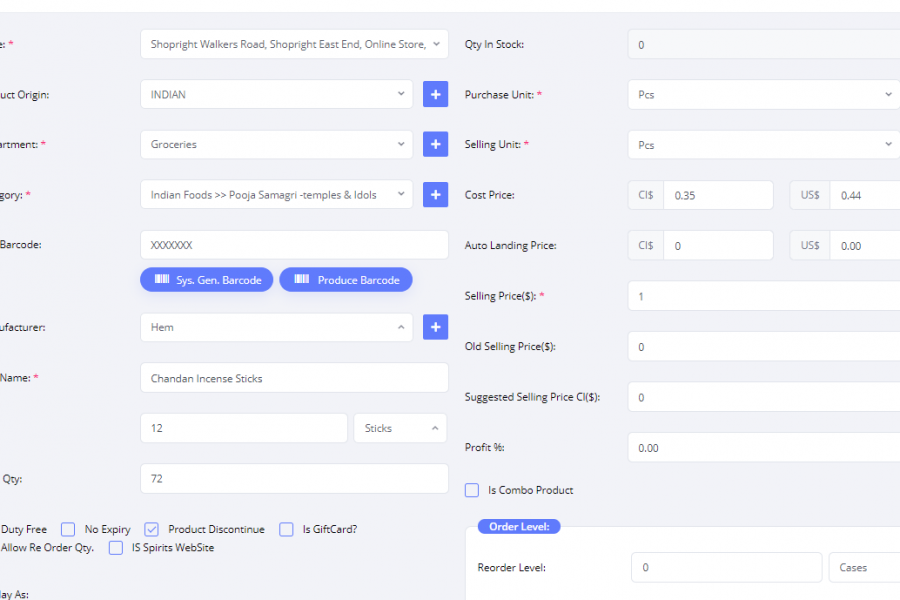 e: * Shopright Walkers Road, Shopright East End, Online Store, Qty In Stock: 0
uct Origin: INDIAN + Purchase Unit: * Pcs
artment: * Groceries + Selling Unit: * Pcs
gory: * Indian Foods >> Pooja Samagri -temples & Idols + Cost Price: CI$ 0.35 US$ 0.44
Barcode: XXXXXXX Auto Landing Price: CI$ 0 US$ 0.00
Sys. Gen. Barcode Produce Barcode
Selling Price($): * 1
ufacturer: Hem +
Old Selling Price($): 0
Name: * Chandan Incense Sticks
Suggested Selling Price CI($): 0
12 Sticks
Profit %: 0.00
Qty: 72
Is Combo Product
Duty Free No Expiry Product Discontinue Is GiftCard?
Order Level:
Allow Re Order Qty. IS Spirits WebSite
Reorder Level: 0 Cases
lay As: